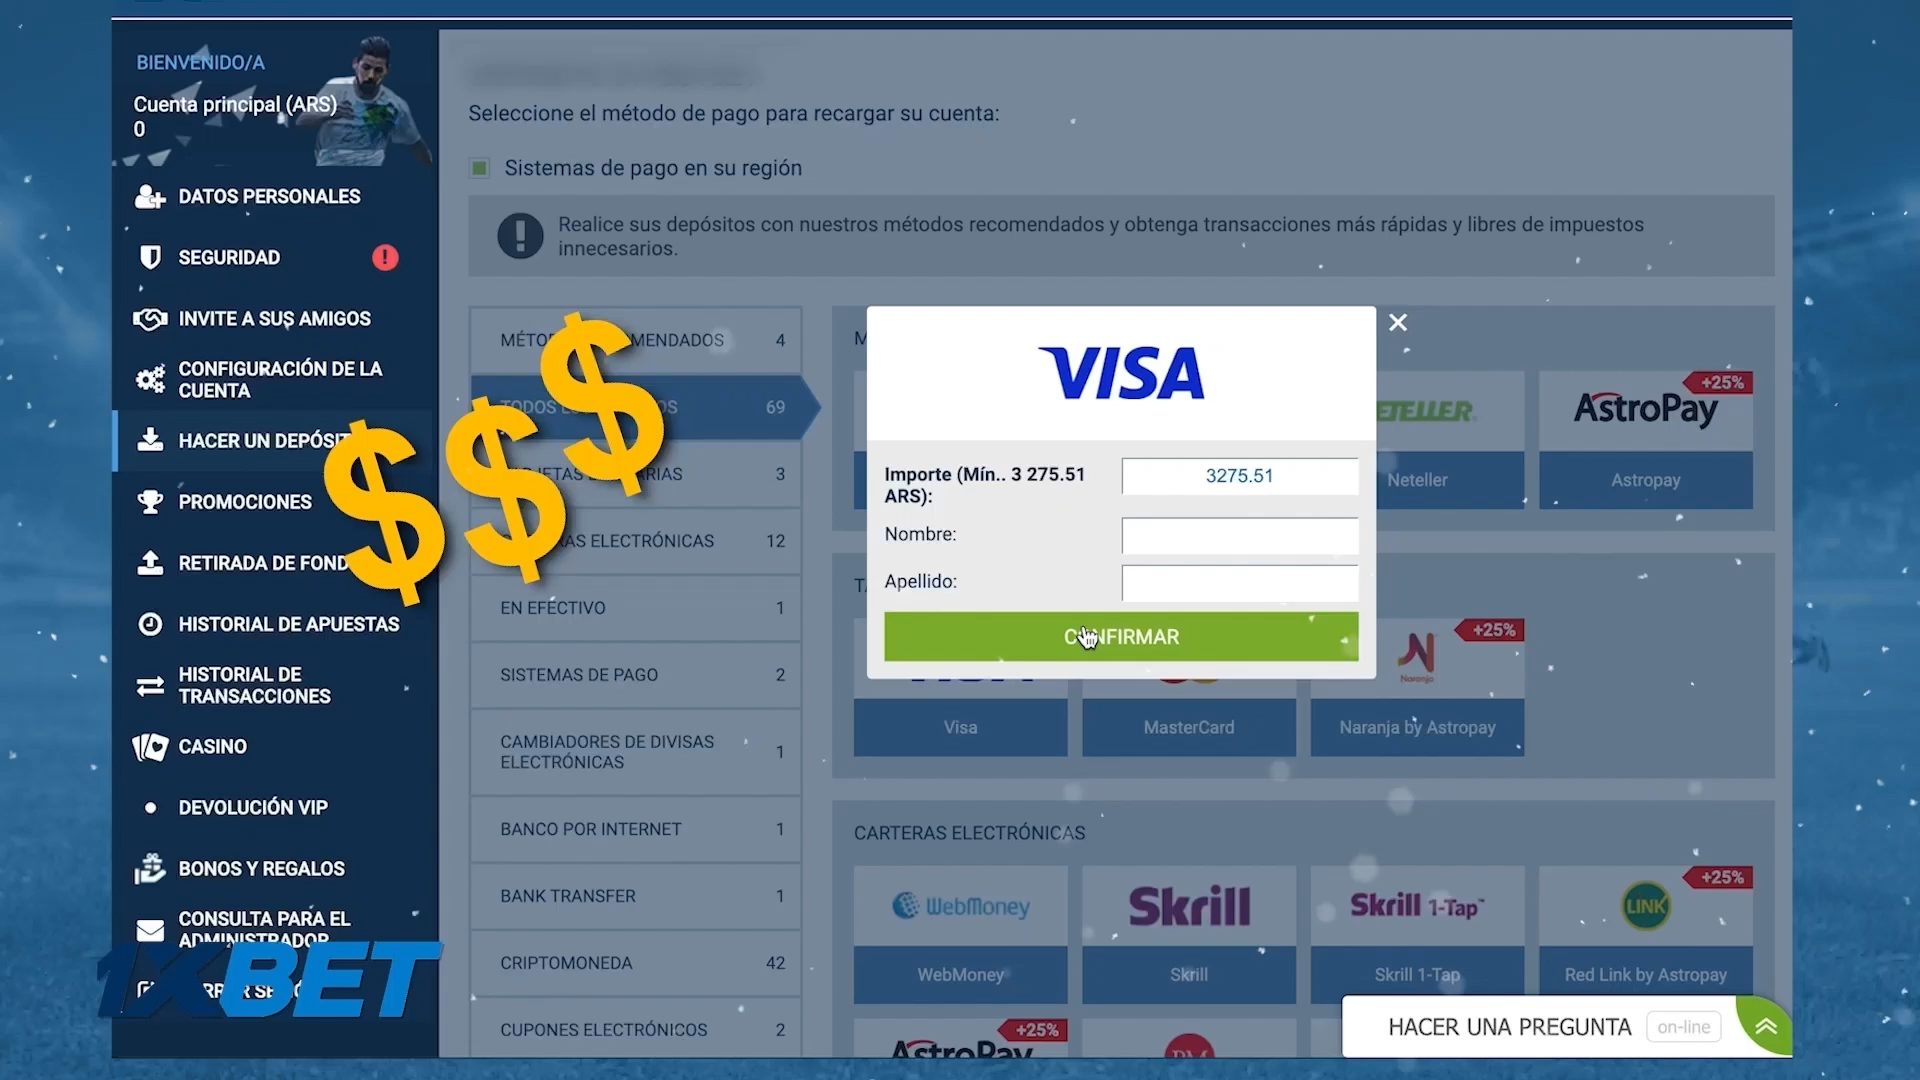 BIENVENIDO/A
Cuenta principal (ARS)
0
DATOS PERSONALES
SEGURIDAD
INVITE A SUS AMIGOS
CONFIGURACIÓN DE LA
CUENTA
HACER UN DEPÓSIT
PROMOCIONES
RETIRADA DE FOND
HISTORIAL DE APUESTAS
HISTORIAL DE
TRANSACCIONES
CASINO
DEVOLUCIÓN VIP
BONOS Y REGALOS
CONSULTA PARA EL
ADMINISTRADOR
1XBET
Seleccione el método de pago para recargar su cuenta:
Sistemas de pago en su región
Realice sus depósitos con nuestros métodos recomendados y obtenga transacciones más rápidas y libres de impuestos
innecesarios.
$ $ $
4
69
3
ELECTRÓNICAS 12
EN EFECTIVO 1
SISTEMAS DE PAGO 2
CAMBIADORES DE DIVISAS
ELECTRÓNICAS 1
BANCO POR INTERNET 1
BANK TRANSFER 1
CRIPTOMONEDA 42
CUPONES ELECTRÓNICOS 2
VISA
Importe (Mín.. 3 275.51
ARS):
3275.51
Nombre:
Apellido:
CONFIRMAR
Neteller
+25%
AstroPay
Astropay
Visa
MasterCard
+25%
Naranja
Naranja by Astropay
CARTERAS ELECTRÓNICAS
WebMoney
WebMoney
Skrill
Skrill
Skrill 1-Tap
Skrill 1-Tap
+25%
LINK
Red Link by Astropay
+25%
AstroPay
HACER UNA PREGUNTA
on-line